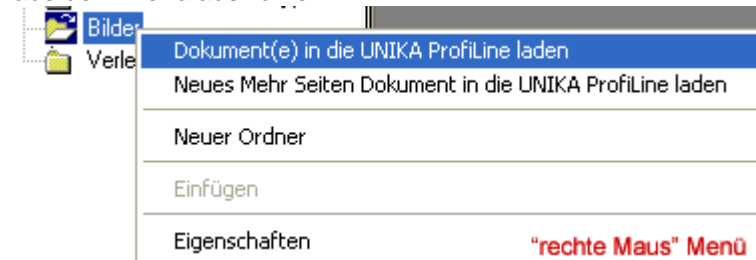 Bilder
Verle
Dokument(e) in die UNIKA ProfiLine laden
Neues Mehr Seiten Dokument in die UNIKA ProfiLine laden
Neuer Ordner
Einfügen
Eigenschaften
"rechte Maus" Menü